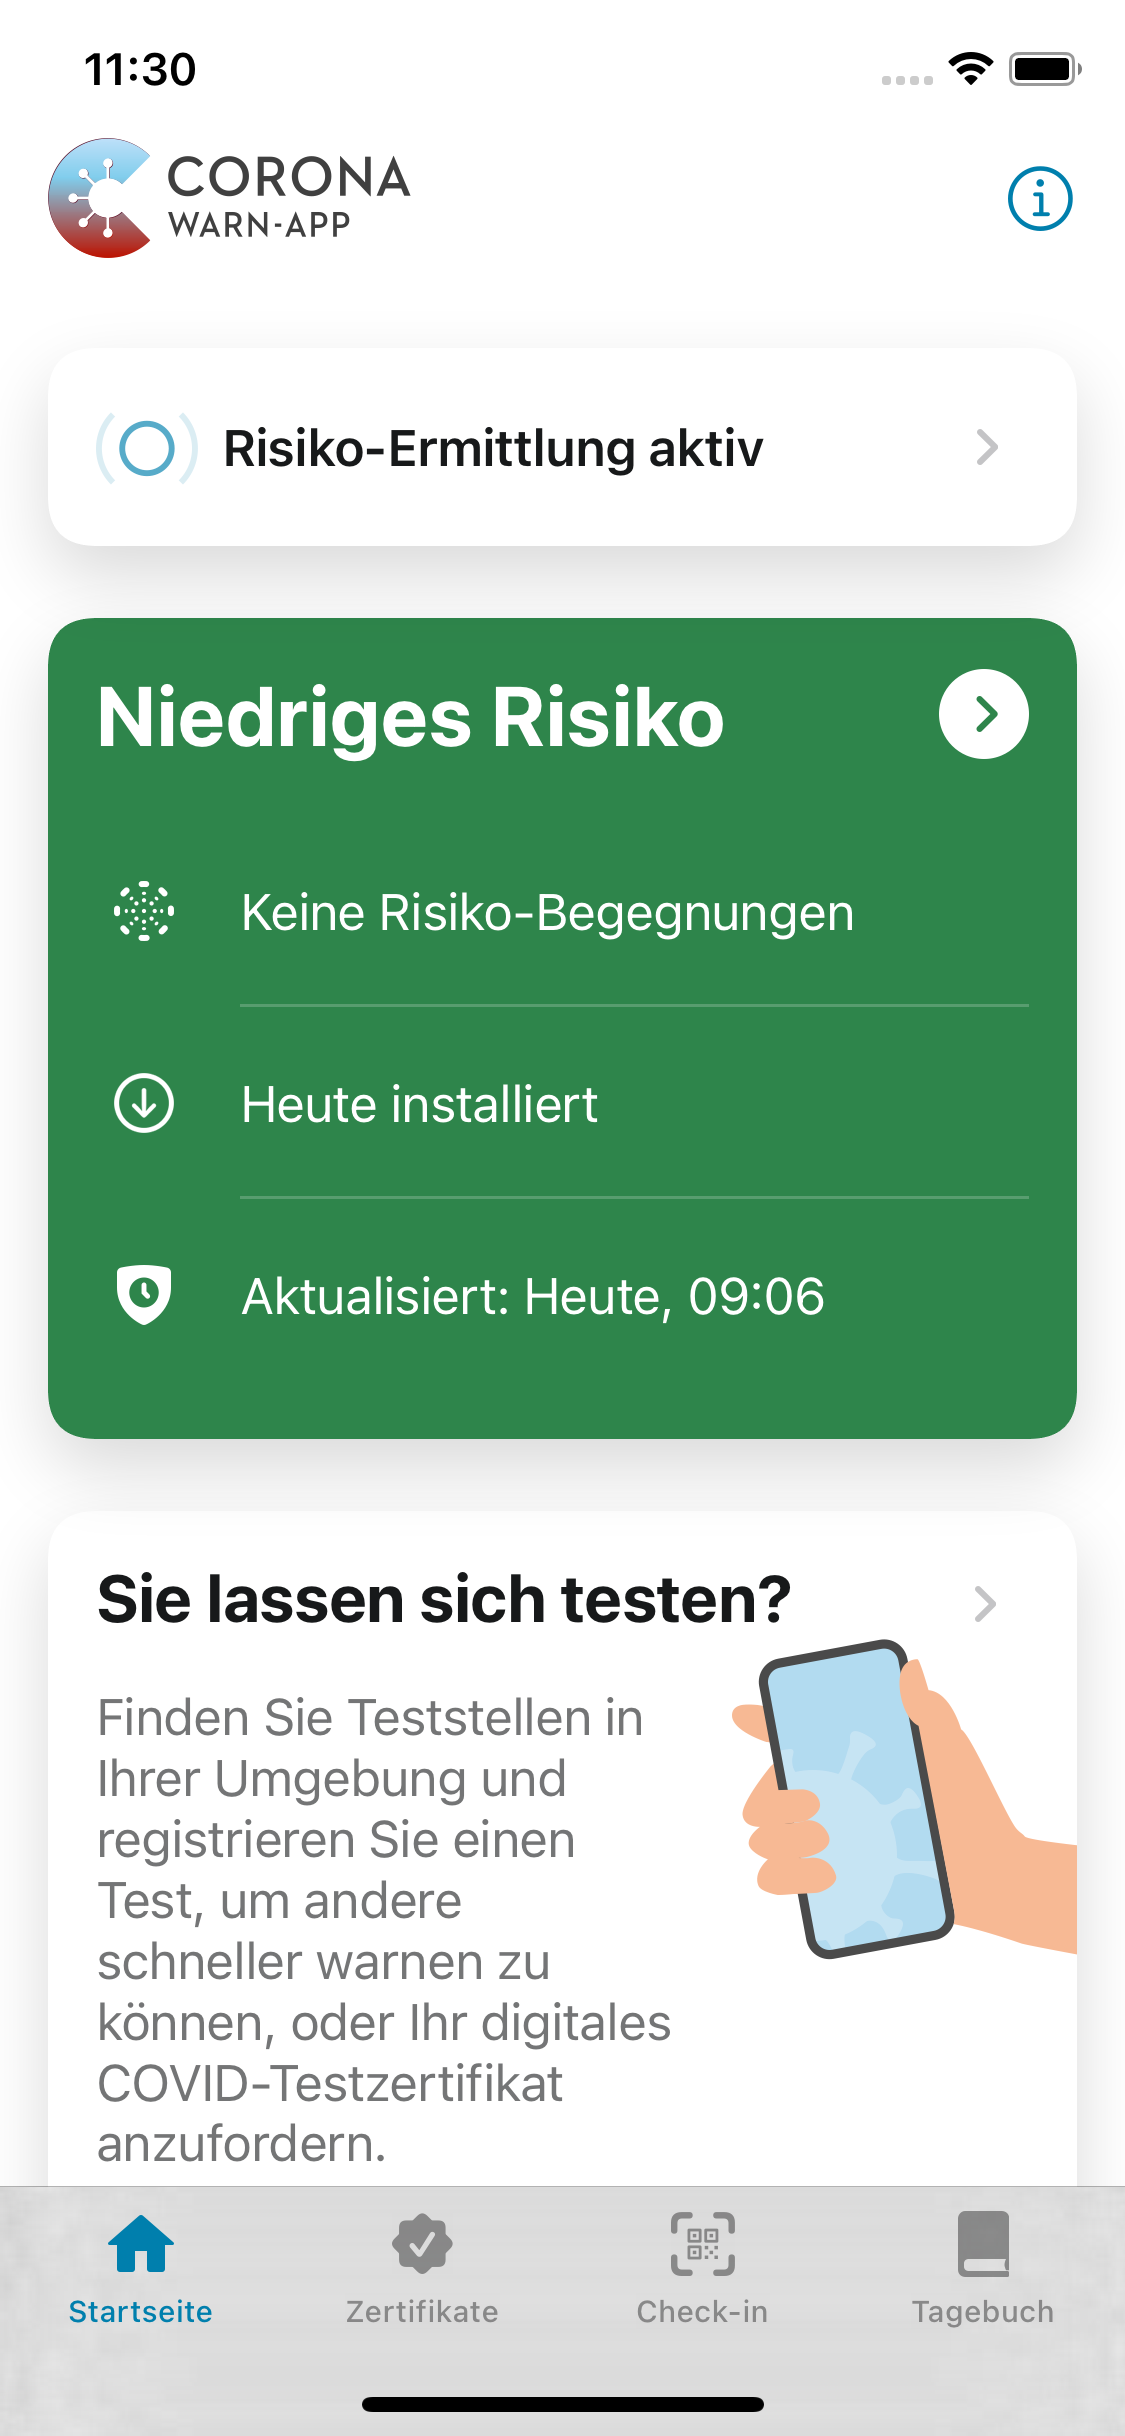 11:30
CORONA
WARN-APP
Risiko-Ermittlung aktiv
Niedriges Risiko
Keine Risiko-Begegnungen
Heute installiert
Aktualisiert: Heute, 09:06
Sie lassen sich testen?
Finden Sie Teststellen in
Ihrer Umgebung und
registrieren Sie einen
Test, um andere
schneller warnen zu
können, oder Ihr digitales
COVID-Testzertifikat
anzufordern.
Startseite
Zertifikate
Check-in
Tagebuch